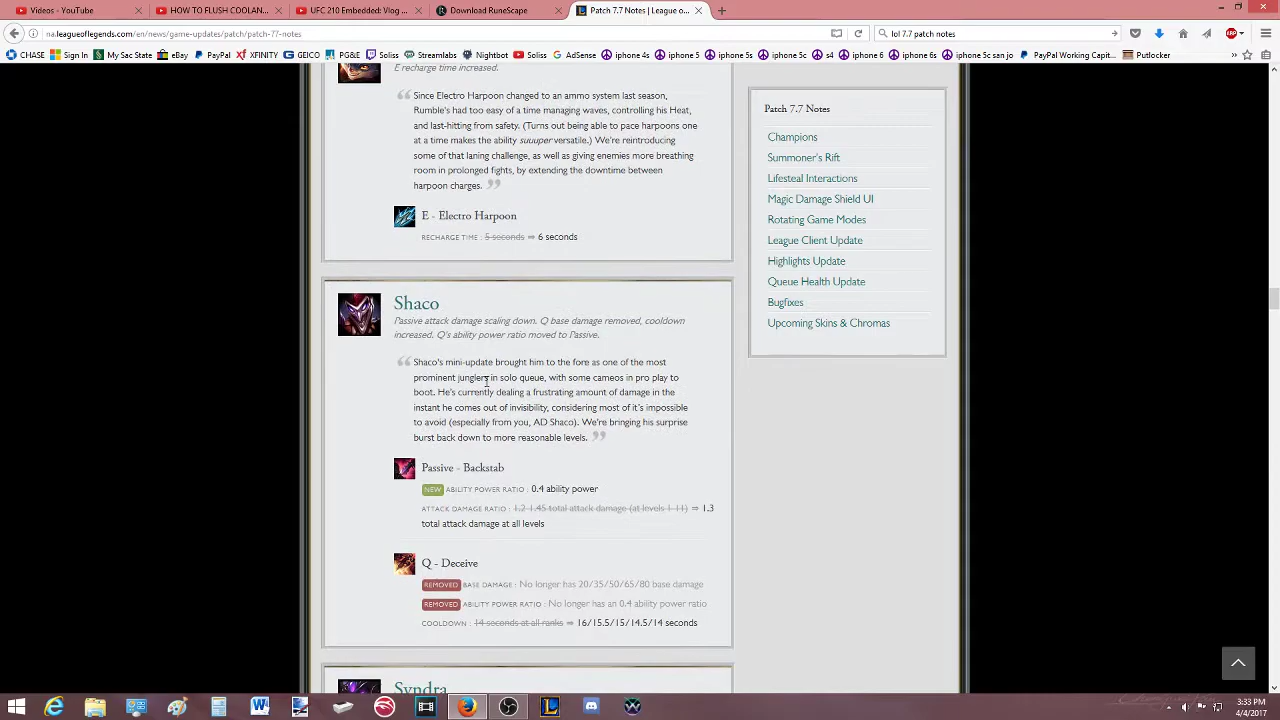 Videos - YouTube
HOW TO FLUSH COOLAN...
UFC 210 Embedded: Vlog ...
Download RuneScape
Patch 7.7 Notes | League o...
na.leagueoflegends.com/en/news/game-updates/patch/patch-77-notes
lol 7.7 patch notes
CHASE Sign In My Sac State eBay PayPal XFINITY GEICO PG&E Soliss Streamlabs Nightbot Soliss AdSense iphone 4s iphone 5 iphone 5s iphone 5c s4 iphone 6 iphone 6s iphone 5c san jo PayPal Working Capit... Putlocker
E recharge time increased.
Since Electro Harpoon changed to an ammo system last season,
Rumble's had too easy of a time managing waves, controlling his Heat,
and last-hitting from safety. (Turns out being able to pace harpoons one
at a time makes the ability suuuper versatile.) We're reintroducing
some of that laning challenge, as well as giving enemies more breathing
room in prolonged fights, by extending the downtime between
harpoon charges.
E - Electro Harpoon
RECHARGE TIME : 5 seconds ⇒ 6 seconds
Shaco
Passive attack damage scaling down. Q base damage removed, cooldown
increased. Q's ability power ratio moved to Passive.
Shaco's mini-update brought him to the fore as one of the most
prominent junglers in solo queue, with some cameos in pro play to
boot. He's currently dealing a frustrating amount of damage in the
instant he comes out of invisibility, considering most of it's impossible
to avoid (especially from you, AD Shaco). We're bringing his surprise
burst back down to more reasonable levels.
Passive - Backstab
NEW ABILITY POWER RATIO : 0.4 ability power
ATTACK DAMAGE RATIO : 1.2-1.45 total attack damage (at levels 1-11) ⇒ 1.3
total attack damage at all levels
Q - Deceive
REMOVED BASE DAMAGE : No longer has 20/35/50/65/80 base damage
REMOVED ABILITY POWER RATIO : No longer has an 0.4 ability power ratio
COOLDOWN : 14 seconds at all ranks ⇒ 16/15.5/15/14.5/14 seconds
Syndra
Patch 7.7 Notes
Champions
Summoner's Rift
Lifesteal Interactions
Magic Damage Shield UI
Rotating Game Modes
League Client Update
Highlights Update
Queue Health Update
Bugfixes
Upcoming Skins & Chromas
3:33 PM
4/4/2017